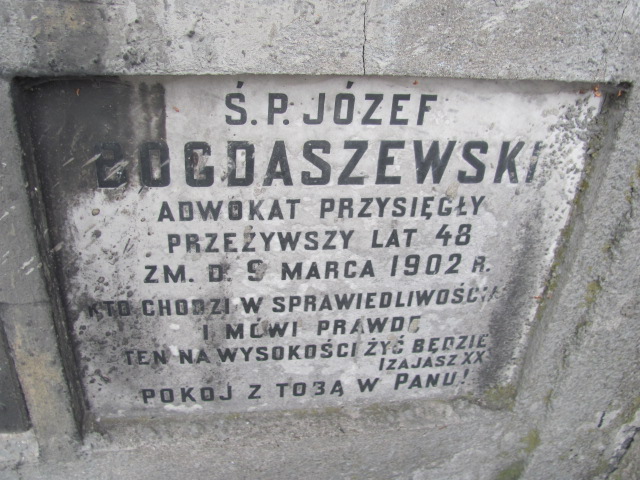 Ś.P. JÓZEF
BOGDASZEWSKI
ADWOKAT PRZYSIĘGŁY
PRZEŻYWSZY LAT 48
ZM. D. 9 MARCA 1902 R.
KTO CHODZI W SPRAWIEDLIWOŚCIACH
I MÓWI PRAWDĘ
TEN NA WYSOKOŚCI ŻYĆ BĘDZIE
IZAJASZ XX
POKÓJ Z TOBĄ W PANU!